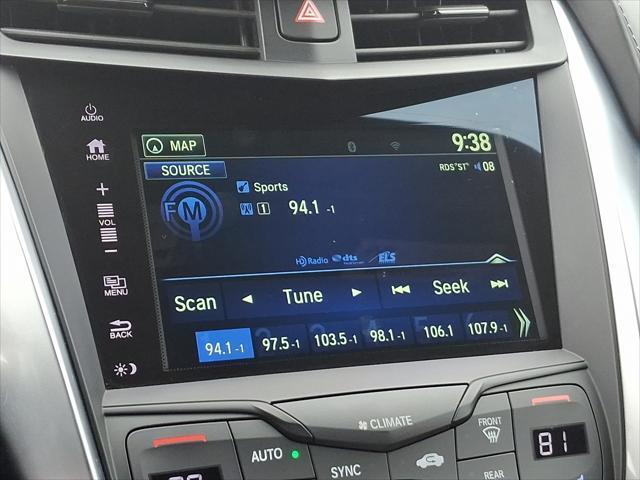 AUDIO
MAP
9:38
HOME
SOURCE
RDS "ST" 08
Sports
FM
1 94.1 -1
VOL
HD Radio dts ELS
MENU
Scan Tune Seek
BACK
94.1 -1 97.5 -1 103.5 -1 98.1 -1 106.1 107.9 -1
CLIMATE
FRONT
AUTO
81
SYNC
REAR